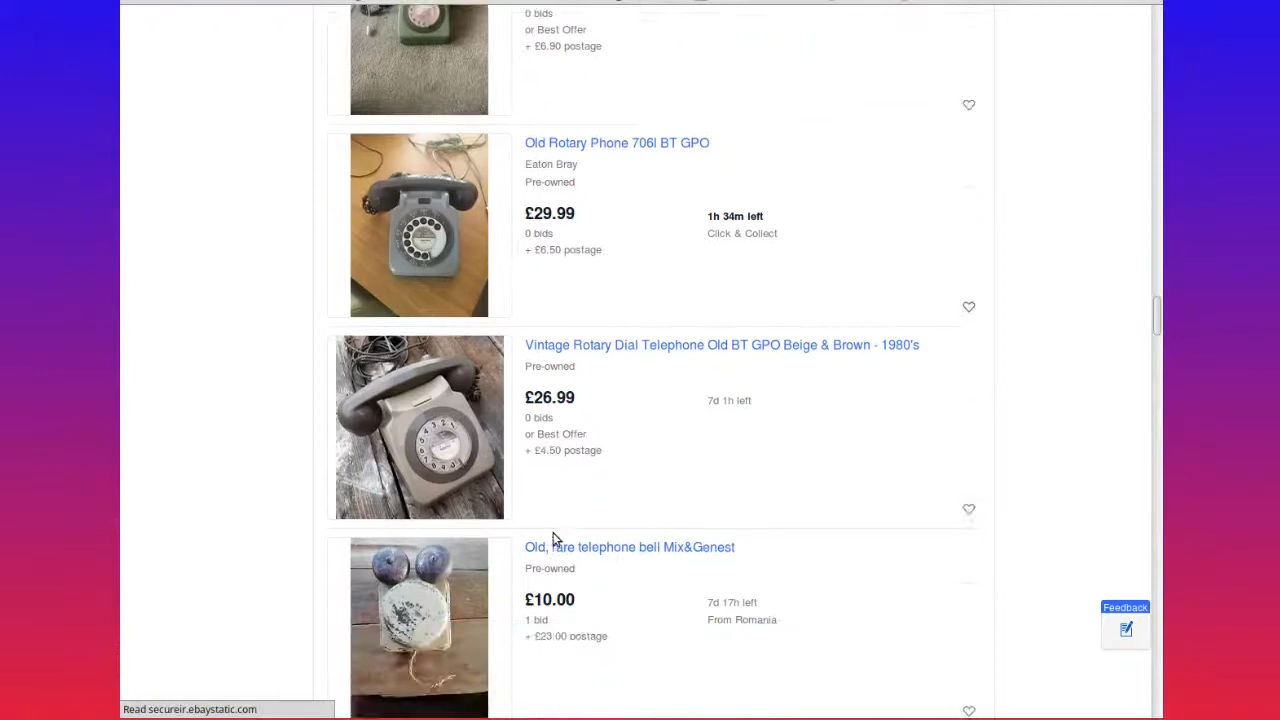 0 bids
or Best Offer
+ £6.90 postage
Old Rotary Phone 706l BT GPO
Eaton Bray
Pre-owned
£29.99
1h 34m left
0 bids
Click & Collect
+ £6.50 postage
Vintage Rotary Dial Telephone Old BT GPO Beige & Brown - 1980's
Pre-owned
£26.99
7d 1h left
0 bids
or Best Offer
+ £4.50 postage
Old, rare telephone bell Mix&Genest
Pre-owned
£10.00
7d 17h left
1 bid
From Romania
+ £23.00 postage
Feedback
Read secureir.ebaystatic.com